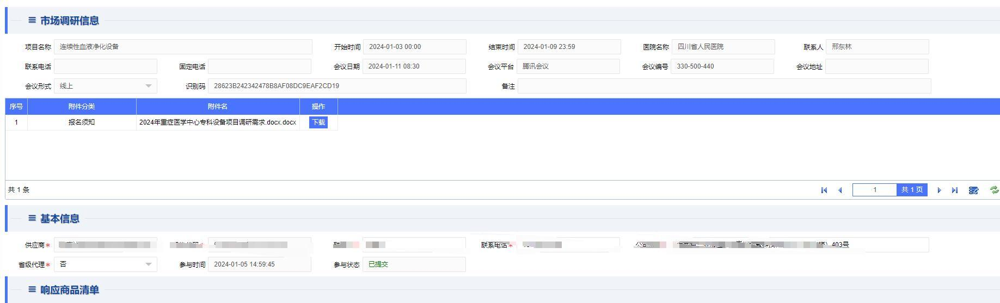 市场调研信息
项目名称 连续性血液净化设备 开始时间 2024-01-03 00:00 结束时间 2024-01-09 23:59 医院名称 四川省人民医院 联系人 邢东林
联系电话 固定电话 会议日期 2024-01-11 08:30 会议平台 腾讯会议 会议编号 330-500-440 会议地址
会议形式 线上 识别码 28623B242342478B8AF08DC9EAF2CD19 备注
序号 附件分类 附件名 操作
1 报名须知 2024年重症医学中心专科设备项目调研需求.docx.docx 下载
共 1 条 1 共 1 页
基本信息
供应商* 联系电话* 403号
省级代理* 否 参与时间 2024-01-05 14:59:45 参与状态 已提交
响应商品清单